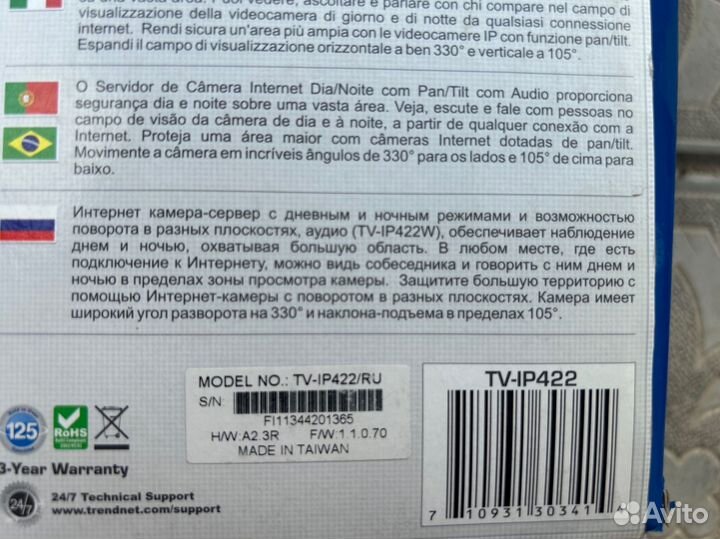 visualizzazione della videocamera di giorno e di notte da qualsiasi connessione
internet. Rendi sicura un'area più ampia con le videocamere IP con funzione pan/tilt.
Espandi il campo di visualizzazione orizzontale a ben 330° e verticale a 105°.
O Servidor de Câmera Internet Dia/Noite com Pan/Tilt com Audio proporciona
segurança dia e noite sobre uma vasta área. Veja, escute e fale com pessoas no
campo de visão da câmera de dia e à noite, a partir de qualquer conexão com a
Internet. Proteja uma área maior com câmeras Internet dotadas de pan/tilt.
Movimente a câmera em incríveis ângulos de 330° para os lados e 105° de cima para
baixo.
Интернет камера-сервер с дневным и ночным режимами и возможностью
поворота в разных плоскостях, аудио (TV-IP422W), обеспечивает наблюдение
днем и ночью, охватывая большую область. В любом месте, где есть
подключение к Интернету, можно видь собеседника и говорить с ним днем и
ночью в пределах зоны просмотра камеры. Защитите большую территорию с
помощью Интернет-камеры с поворотом в разных плоскостях. Камера имеет
широкий угол разворота на 330° и наклона-подъема в пределах 105°.
MODEL NO.: TV-IP422/RU
S/N
FI11344201365
H/W:A2.3R F/W:1.1.0.70
MADE IN TAIWAN
TV-IP422
7 10931 30341
125
RoHS
3-Year Warranty
24/7
24/7 Technical Support
www.trendnet.com/support
Avito